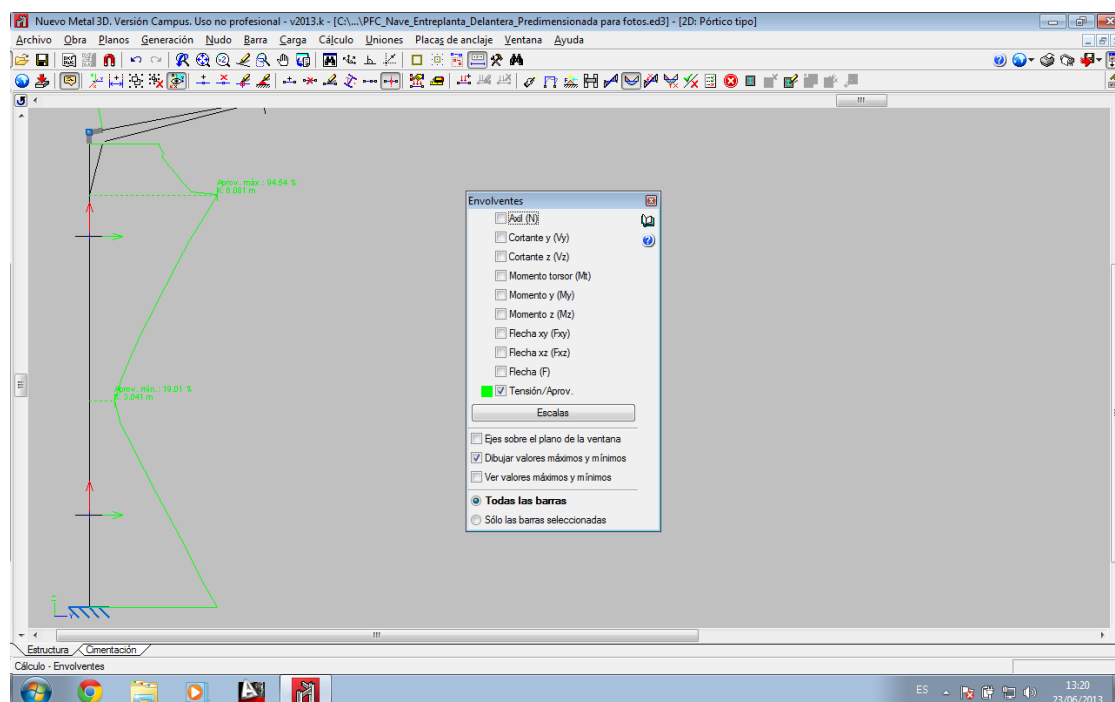 Nuevo Metal 3D. Versión Campus. Uso no profesional - v2013.k - [C:\...\PFC_Nave_Entreplanta_Delantera_Predimensionada para fotos.ed3] - [2D: Pórtico tipo]
Archivo Obra Planos Generación Nudo Barra Carga Cálculo Uniones Placas de anclaje Ventana Ayuda
Aprov. máx.: 94.54 %
Envolventes
Axil (N)
Cortante y (Vy)
Cortante z (Vz)
Momento torsor (Mt)
Momento y (My)
Momento z (Mz)
Flecha xy (Fxy)
Flecha xz (Fxz)
Flecha (F)
Tensión/Aprov.
Escalas
Ejes sobre el plano de la ventana
Dibujar valores máximos y mínimos
Ver valores máximos y mínimos
Todas las barras
Sólo las barras seleccionadas
Aprov. mín.: 19.01 %
X: 3.041 m
Estructura Cimentación
Cálculo - Envolventes
ES
13:20
23/06/2013